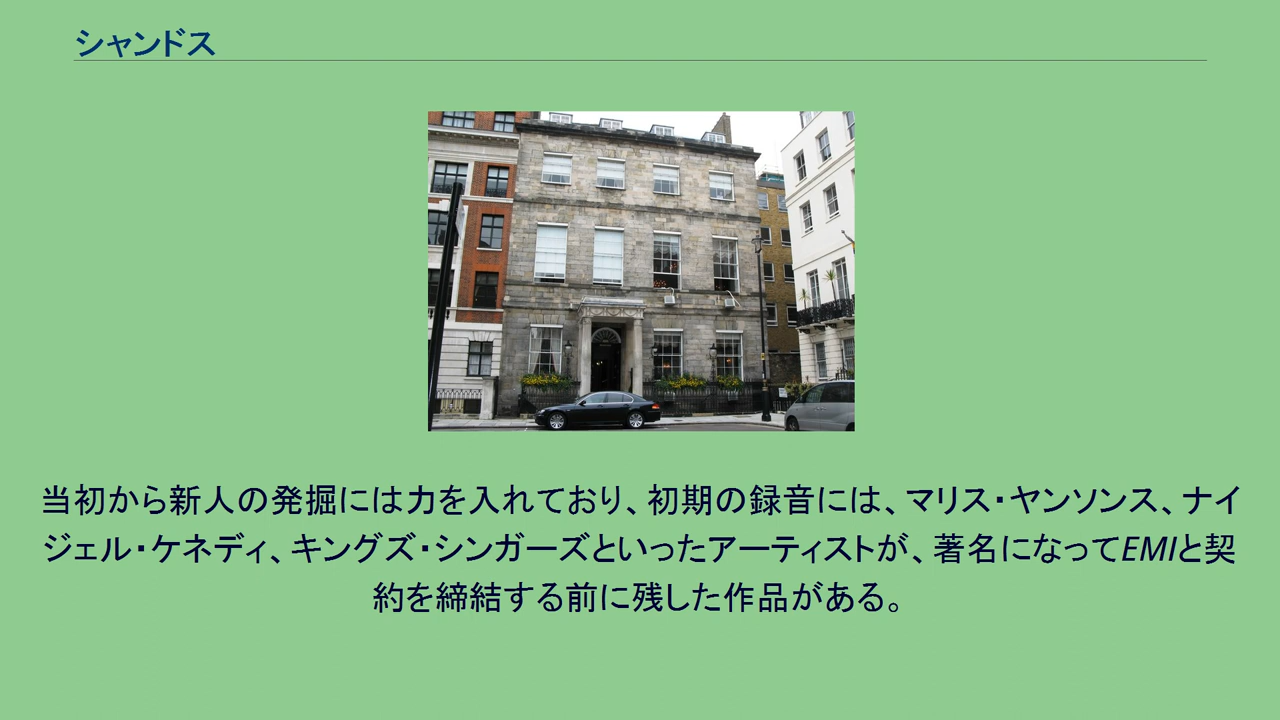 シャンドス
当初から新人の発掘には力を入れており、初期の録音には、マリス・ヤンソンス、ナイ
ジェル・ケネディ、キングズ・シンガーズといったアーティストが、著名になってEMIと契
約を締結する前に残した作品がある。